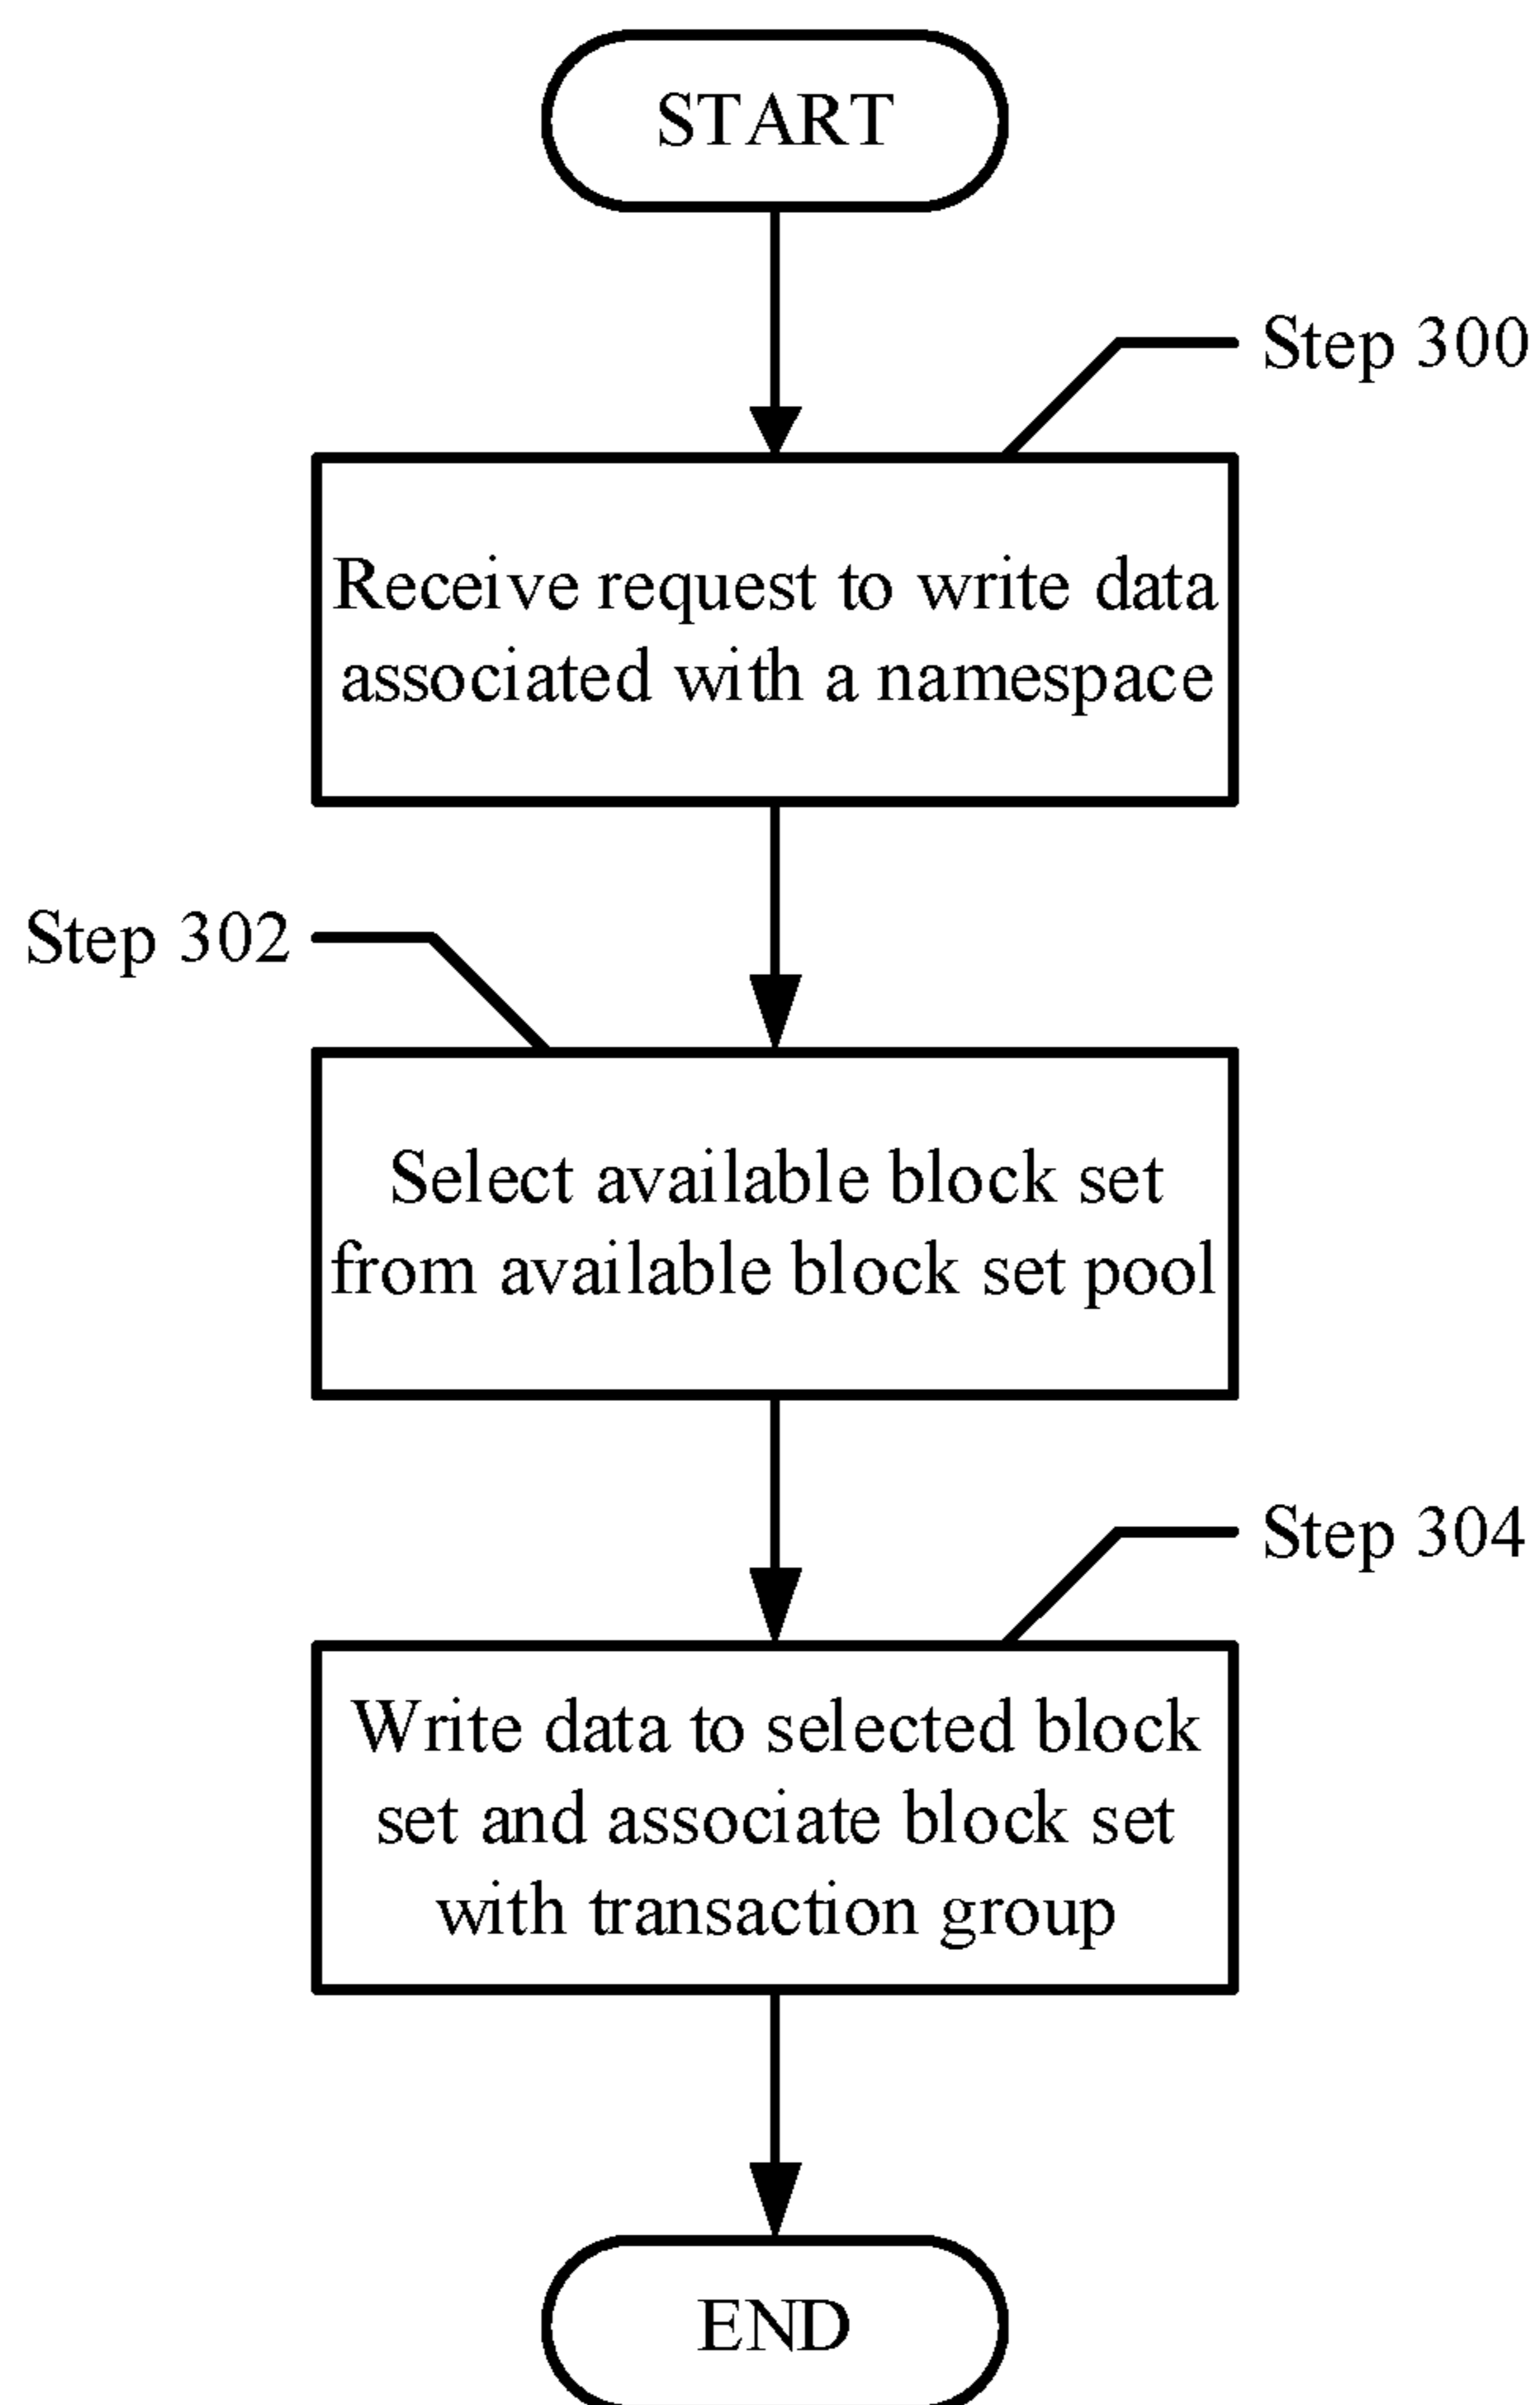 START
Step 300
Receive request to write data
associated with a namespace
Step 302
Select available block set
from available block set pool
Step 304
Write data to selected block
set and associate block set
with transaction group
END